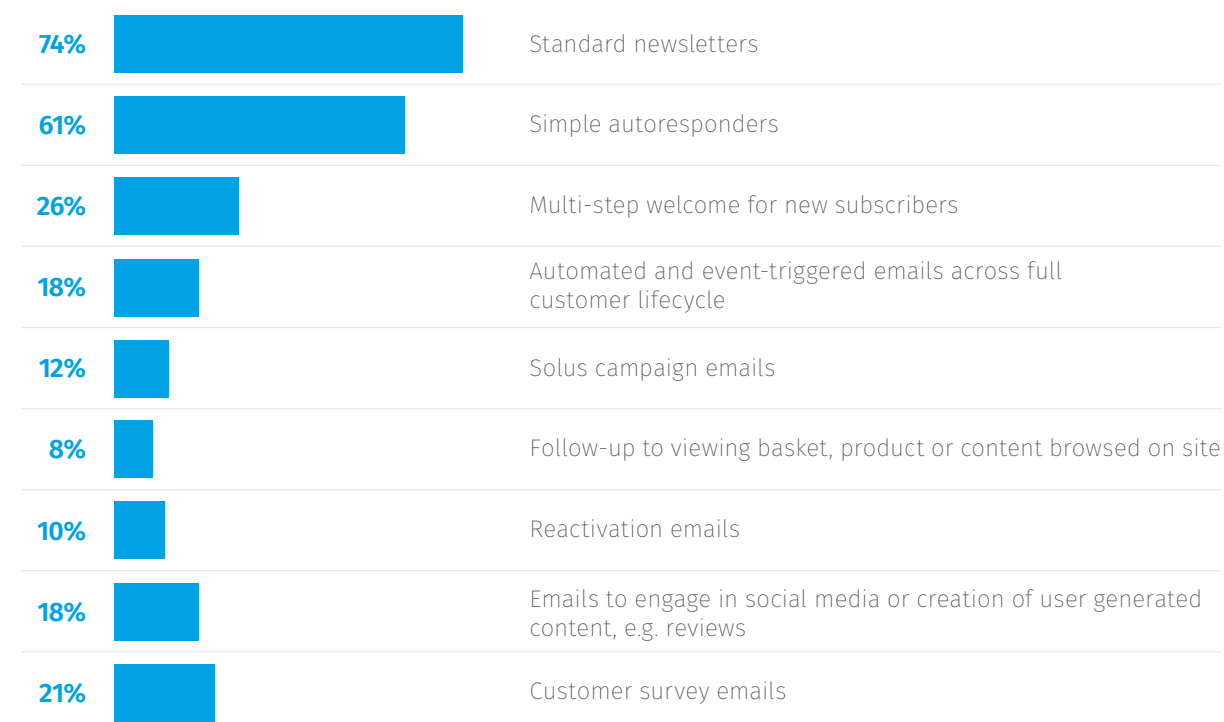 74% Standard newsletters
61% Simple autoresponders
26% Multi-step welcome for new subscribers
18% Automated and event-triggered emails across full
customer lifecycle
12% Solus campaign emails
8% Follow-up to viewing basket, product or content browsed on site
10% Reactivation emails
18% Emails to engage in social media or creation of user generated
content, e.g. reviews
21% Customer survey emails